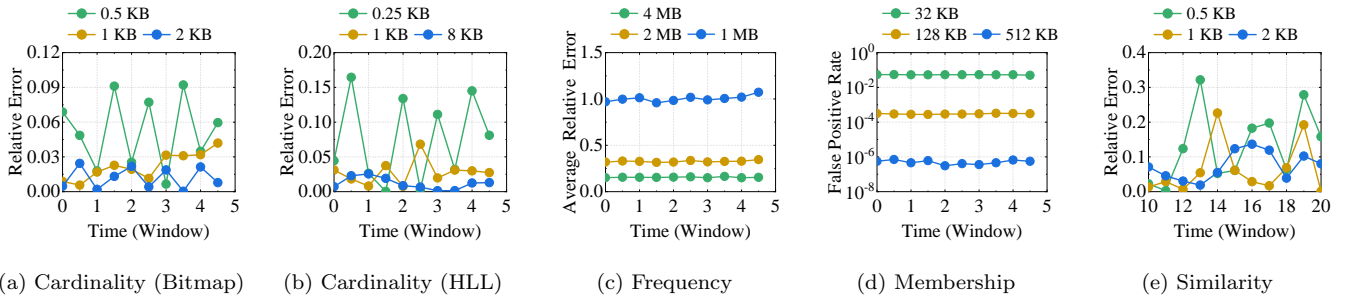 0.5 KB
1 KB 2 KB
0.12
0.09
0.06
0.03
0.00
Relative Error
0 1 2 3 4 5
Time (Window)
(a) Cardinality (Bitmap)
0.25 KB
1 KB 8 KB
0.20
0.15
0.10
0.05
0.00
Relative Error
0 1 2 3 4 5
Time (Window)
(b) Cardinality (HLL)
4 MB
2 MB 1 MB
1.5
1.0
0.5
0.0
Average Relative Error
0 1 2 3 4 5
Time (Window)
(c) Frequency
32 KB
128 KB 512 KB
10^0
10^-2
10^-4
10^-6
10^-8
False Positive Rate
0 1 2 3 4 5
Time (Window)
(d) Membership
0.5 KB
1 KB 2 KB
0.4
0.3
0.2
0.1
0.0
Relative Error
10 12 14 16 18 20
Time (Window)
(e) Similarity